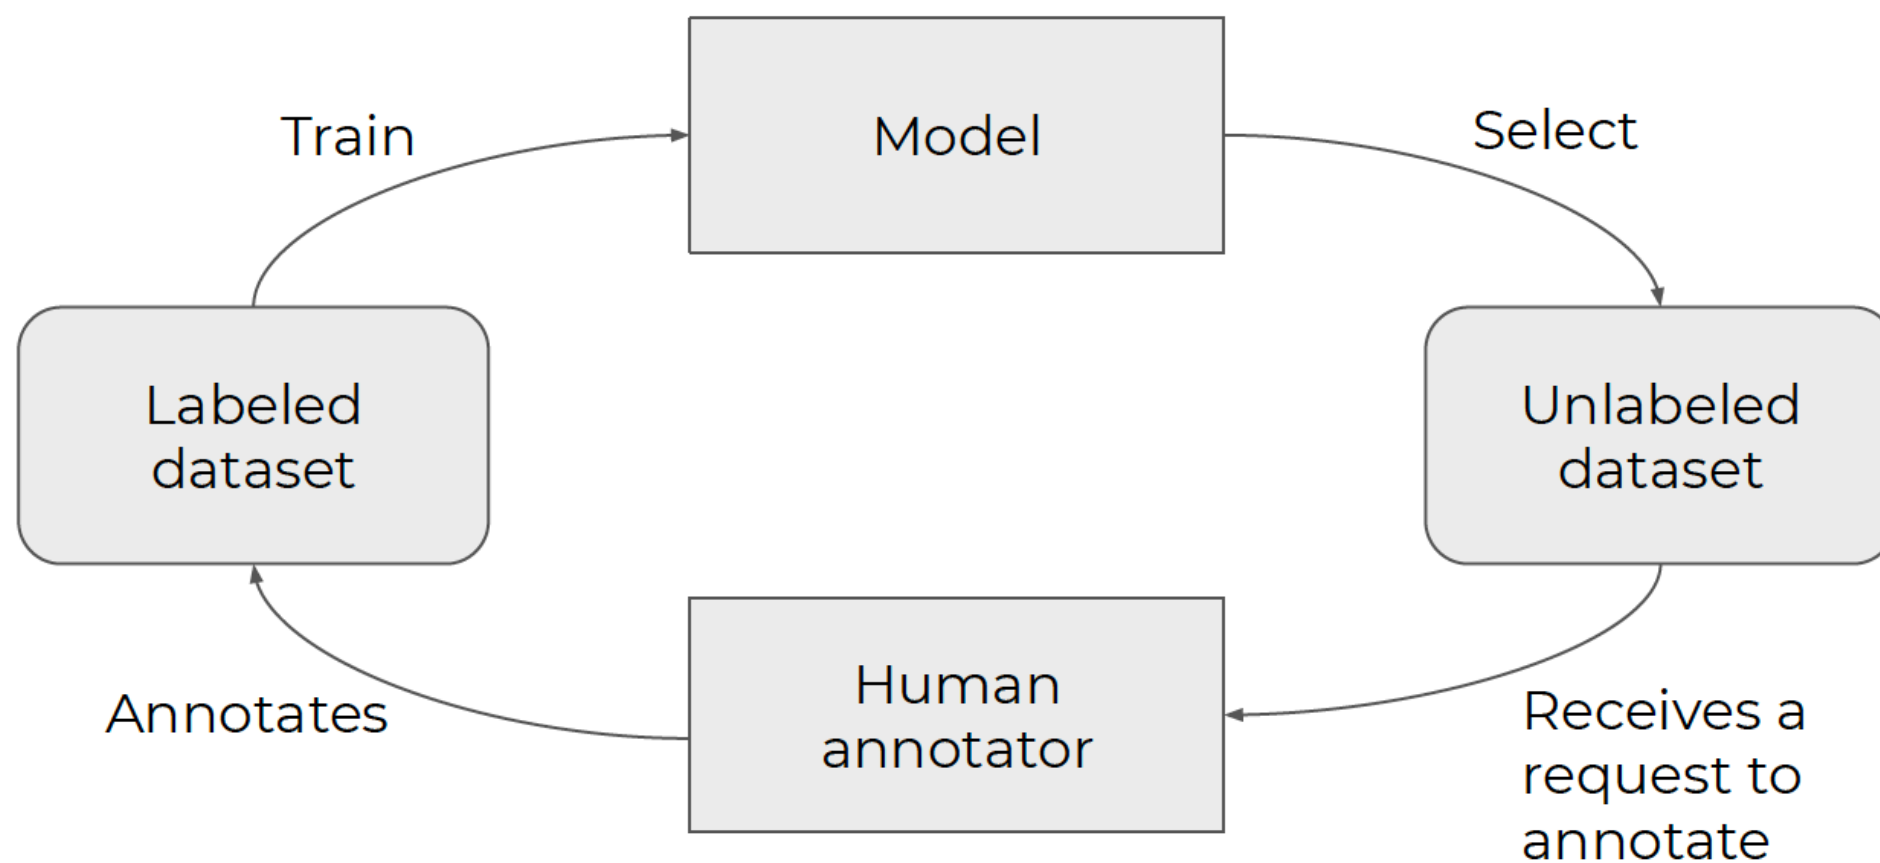 Train
Model
Select
Labeled
dataset
Unlabeled
dataset
Annotates
Human
annotator
Receives a
request to
annotate